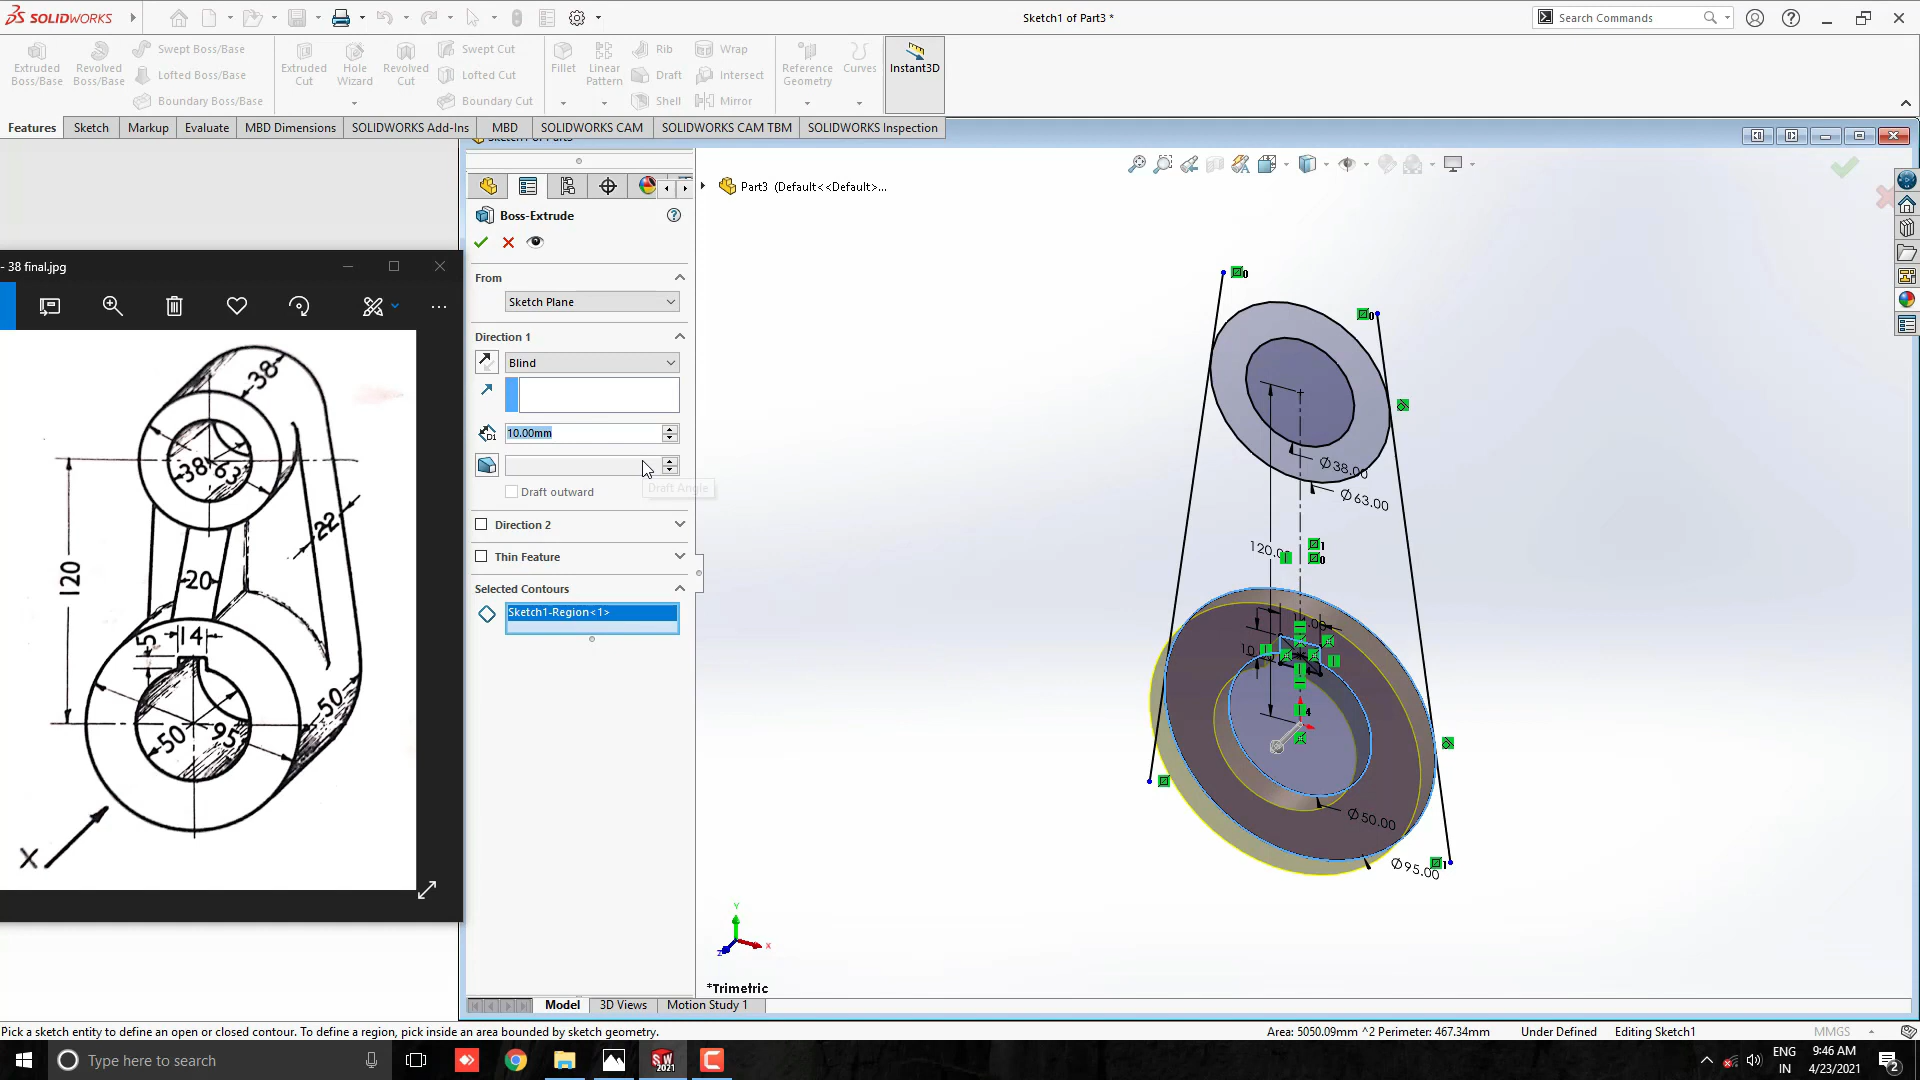 SOLIDWORKS
Sketch1 of Part3 *
Search Commands
Extruded Boss/Base
Revolved Boss/Base
Swept Boss/Base
Lofted Boss/Base
Boundary Boss/Base
Extruded Cut
Hole Wizard
Revolved Cut
Swept Cut
Lofted Cut
Boundary Cut
Fillet
Linear Pattern
Rib
Draft
Shell
Wrap
Intersect
Mirror
Reference Geometry
Curves
Instant3D
Features
Sketch
Markup
Evaluate
MBD Dimensions
SOLIDWORKS Add-Ins
MBD
SOLIDWORKS CAM
SOLIDWORKS CAM TBM
SOLIDWORKS Inspection
Part3 (Default<<Default>...
Boss-Extrude
From
Sketch Plane
Direction 1
Blind
10.00mm
Draft outward
Draft Angle
Direction 2
Thin Feature
Selected Contours
Sketch1-Region<1>
- 38 final.jpg
38
38
63
22
120
20
5
14
50
50
95
X
Ø38.00
Ø63.00
Ø50.00
Ø95.00
Y
X
Z
*Trimetric
Model
3D Views
Motion Study 1
Pick a sketch entity to define an open or closed contour. To define a region, pick inside an area bounded by sketch geometry.
Area: 5050.09mm ^2 Perimeter: 467.34mm
Under Defined
Editing Sketch1
MMGS
Type here to search
SW 2021
ENG
IN
9:46 AM
4/23/2021
2